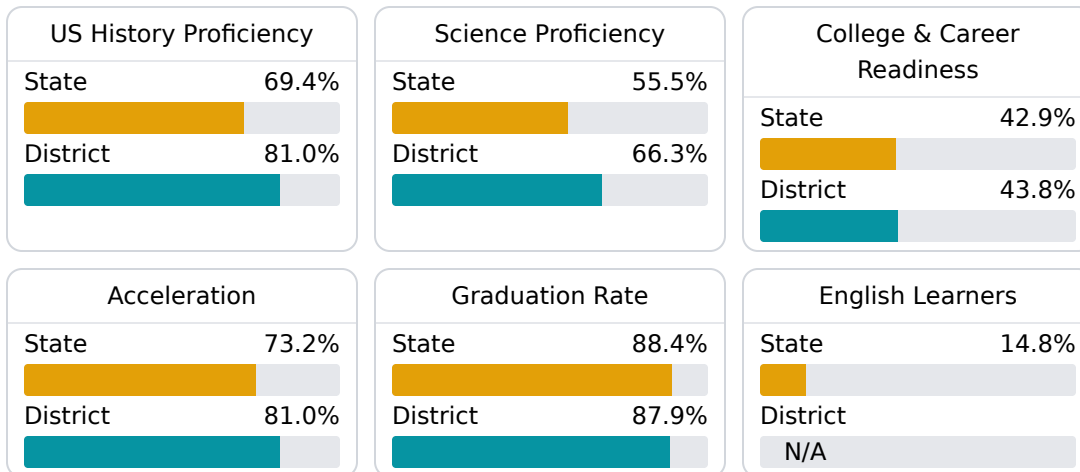 US History Proficiency
State 69.4%
District 81.0%
Science Proficiency
State 55.5%
District 66.3%
College & Career
Readiness
State 42.9%
District 43.8%
Acceleration
State 73.2%
District 81.0%
Graduation Rate
State 88.4%
District 87.9%
English Learners
State 14.8%
District
N/A